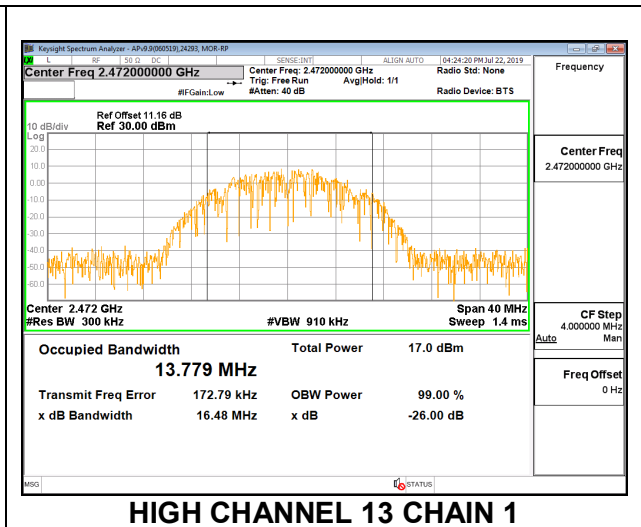 Keysight Spectrum Analyzer - APv9.9(060519),24293, MOR-RP
L RF 50 Ω DC SENSE:INT ALIGN AUTO 04:24:20 PM Jul 22, 2019
Center Freq 2.472000000 GHz
Center Freq: 2.472000000 GHz Radio Std: None
Trig: Free Run Avg|Hold: 1/1
#IFGain:Low #Atten: 40 dB Radio Device: BTS
Frequency
Ref Offset 11.16 dB
10 dB/div Ref 30.00 dBm
Log
20.0
10.0
0.00
-10.0
-20.0
-30.0
-40.0
-50.0
-60.0
Center Freq
2.472000000 GHz
Center 2.472 GHz Span 40 MHz
#Res BW 300 kHz #VBW 910 kHz Sweep 1.4 ms
CF Step
4.000000 MHz
Auto Man
Occupied Bandwidth Total Power 17.0 dBm
13.779 MHz
Freq Offset
0 Hz
Transmit Freq Error 172.79 kHz OBW Power 99.00 %
x dB Bandwidth 16.48 MHz x dB -26.00 dB
MSG STATUS
HIGH CHANNEL 13 CHAIN 1